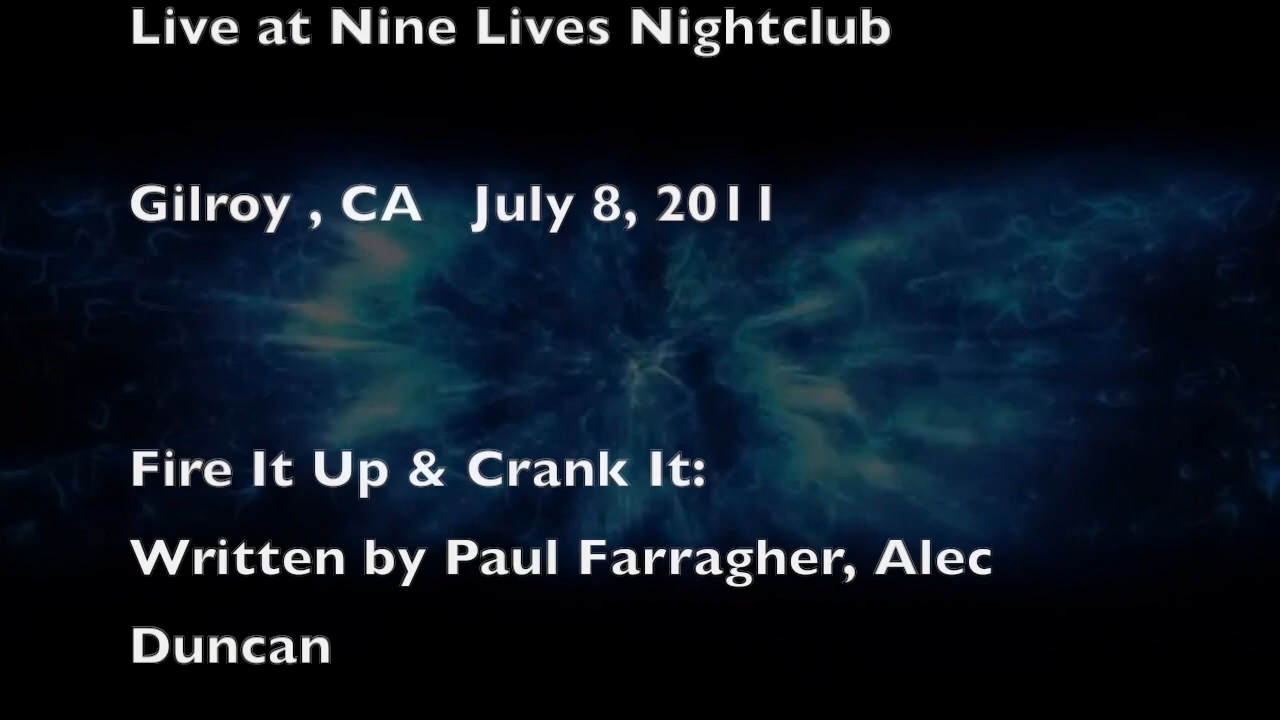 Live at Nine Lives Nightclub
Gilroy , CA   July 8, 2011
Fire It Up & Crank It:
Written by Paul Farragher, Alec
Duncan